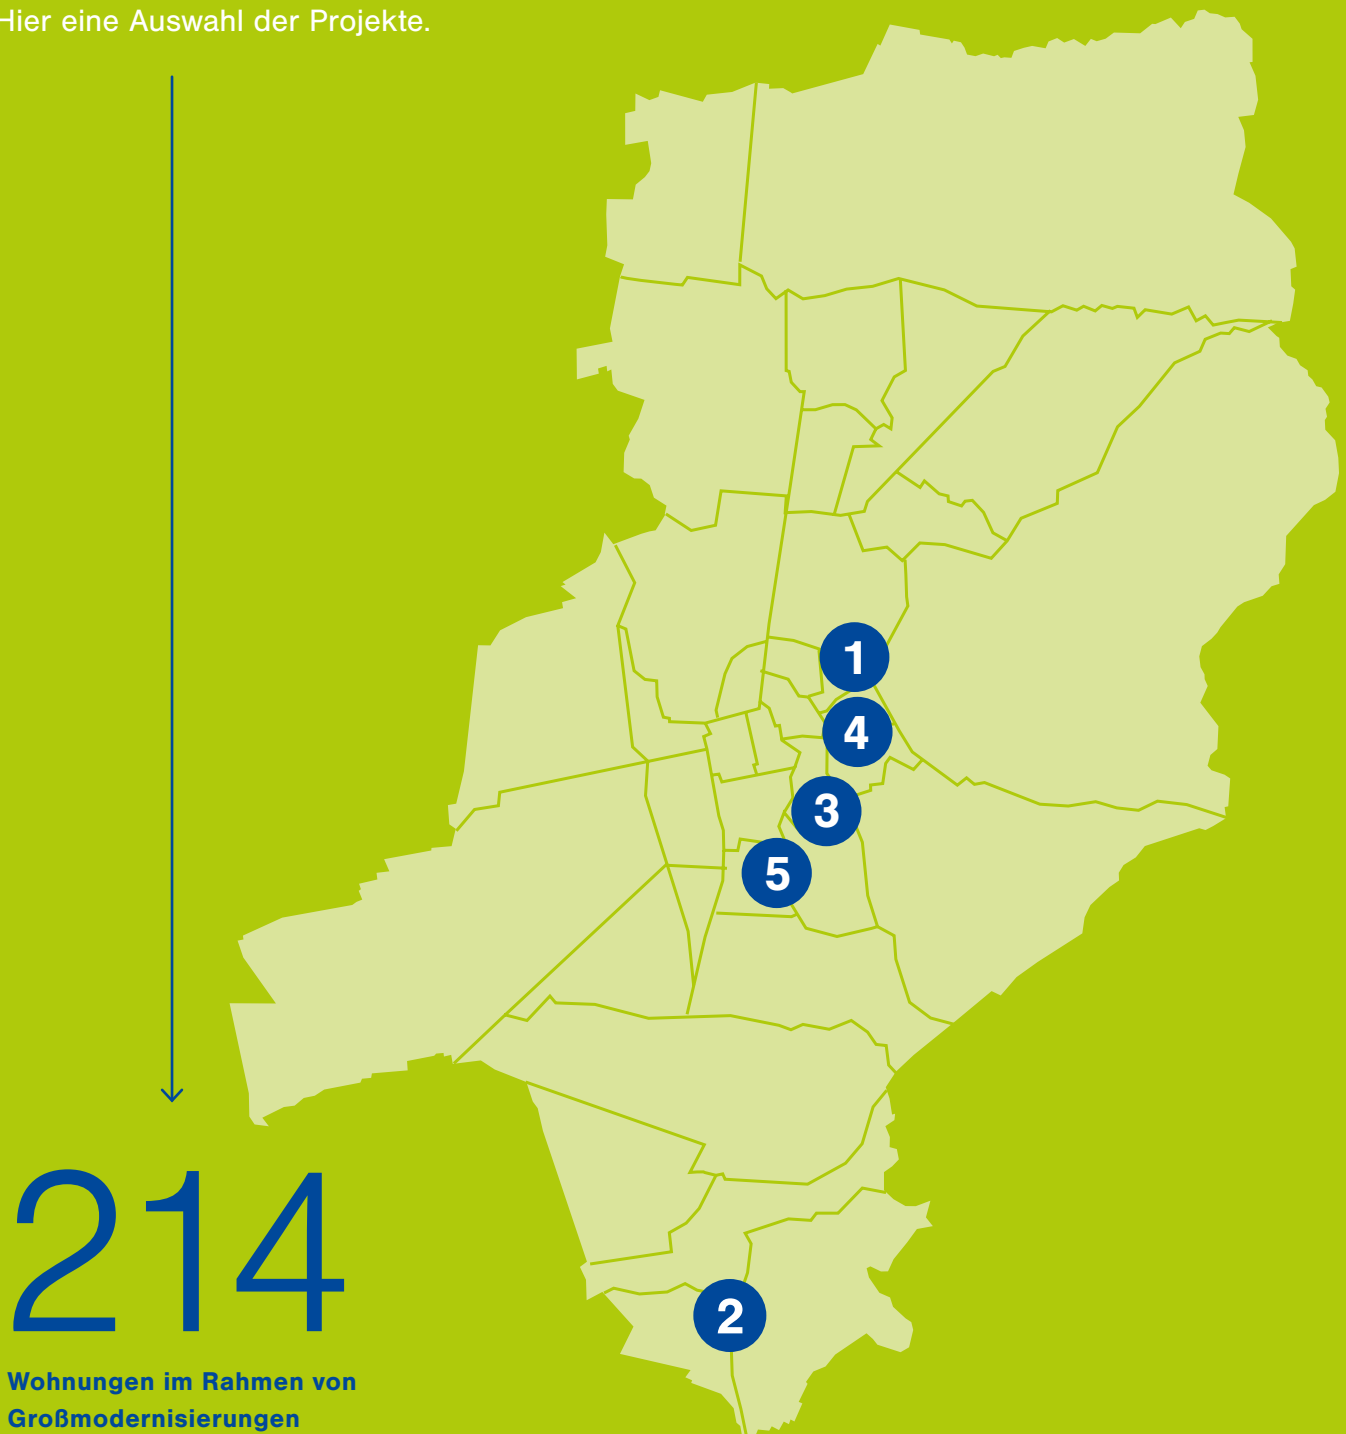 Hier eine Auswahl der Projekte.
1
4
3
5
2
214
Wohnungen im Rahmen von
Großmodernisierungen